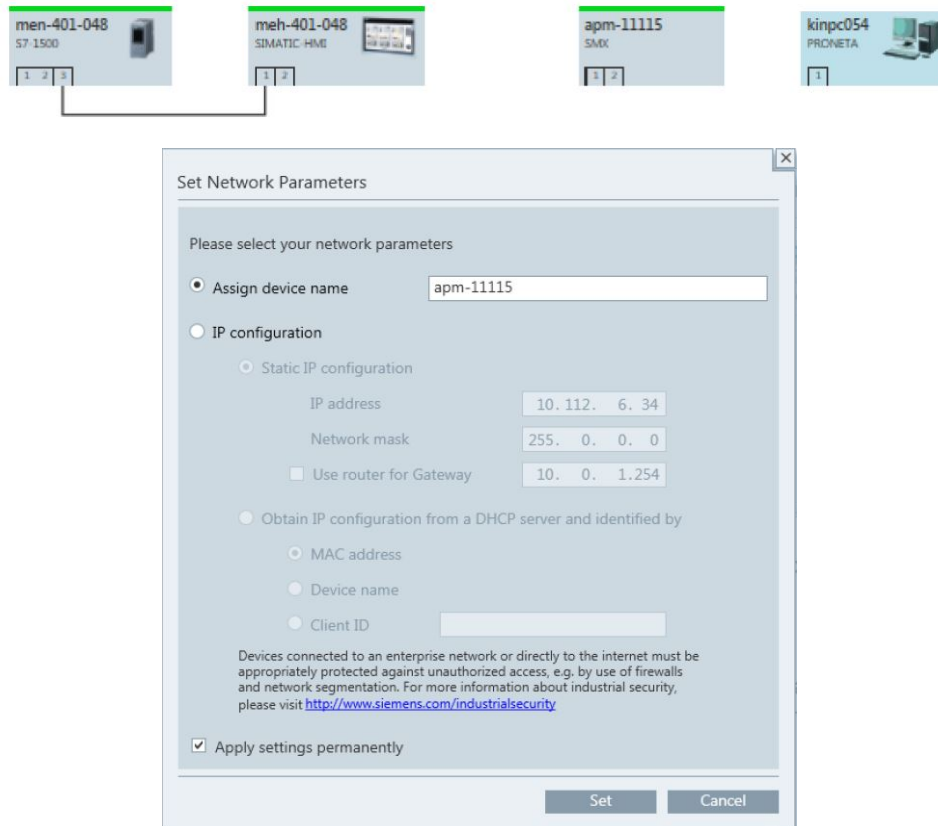 men-401-048
S7-1500
1 2 3
meh-401-048
SIMATIC-HMI
1 2
apm-11115
SMX
1 2
kinpc054
PRONETA
1
Set Network Parameters
Please select your network parameters
Assign device name apm-11115
IP configuration
Static IP configuration
IP address 10. 112. 6. 34
Network mask 255. 0. 0. 0
Use router for Gateway 10. 0. 1.254
Obtain IP configuration from a DHCP server and identified by
MAC address
Device name
Client ID
Devices connected to an enterprise network or directly to the internet must be
appropriately protected against unauthorized access, e.g. by use of firewalls
and network segmentation. For more information about industrial security,
please visit http://www.siemens.com/industrialsecurity
Apply settings permanently
Set Cancel